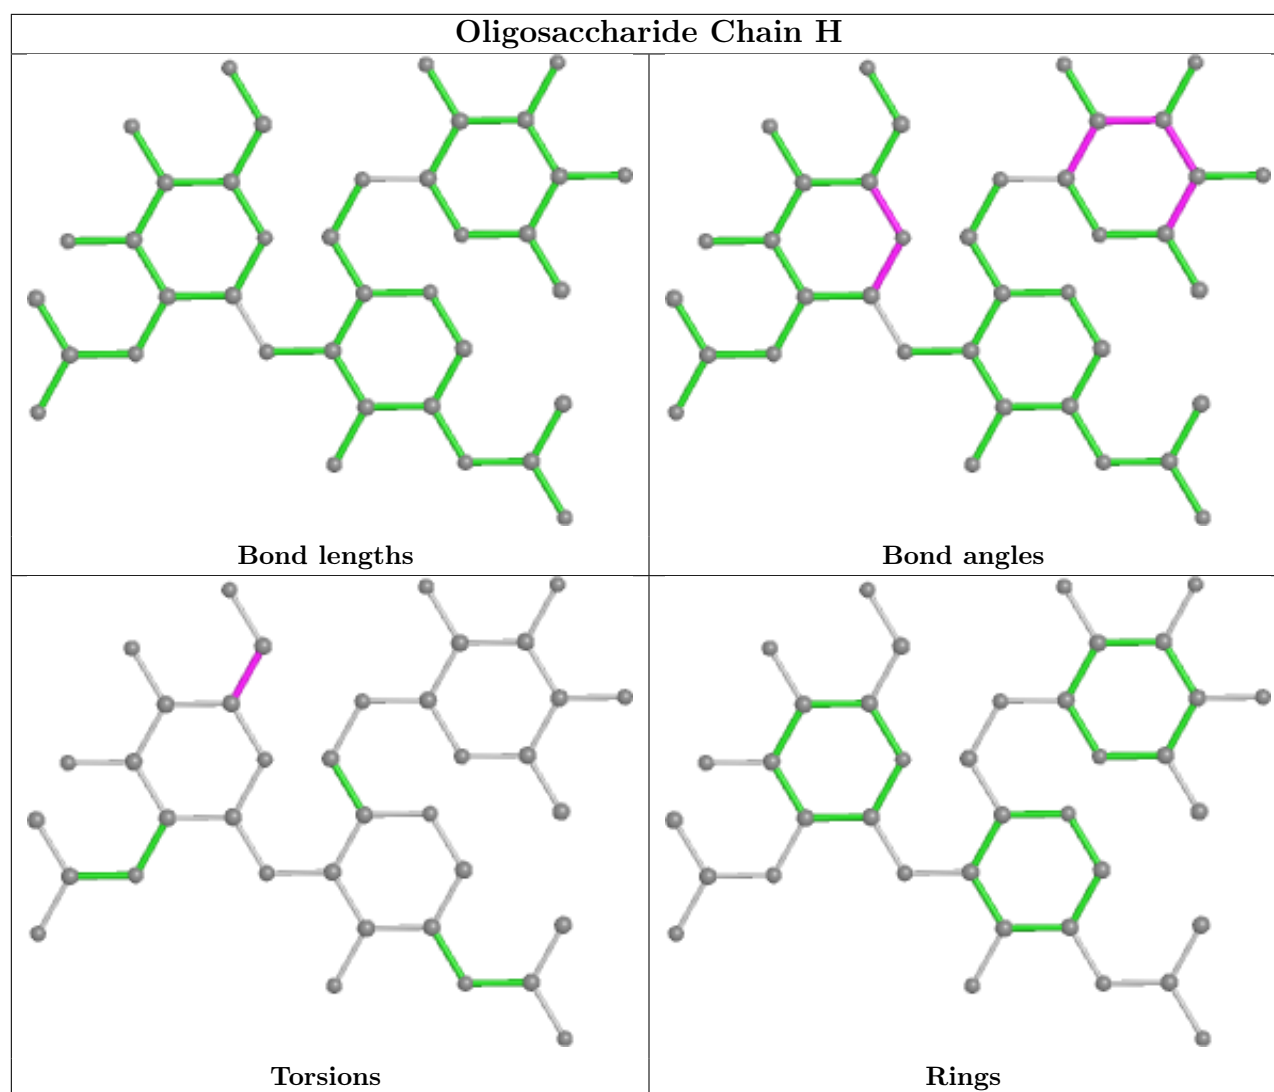 Oligosaccharide Chain H
Bond lengths
Bond angles
Torsions
Rings